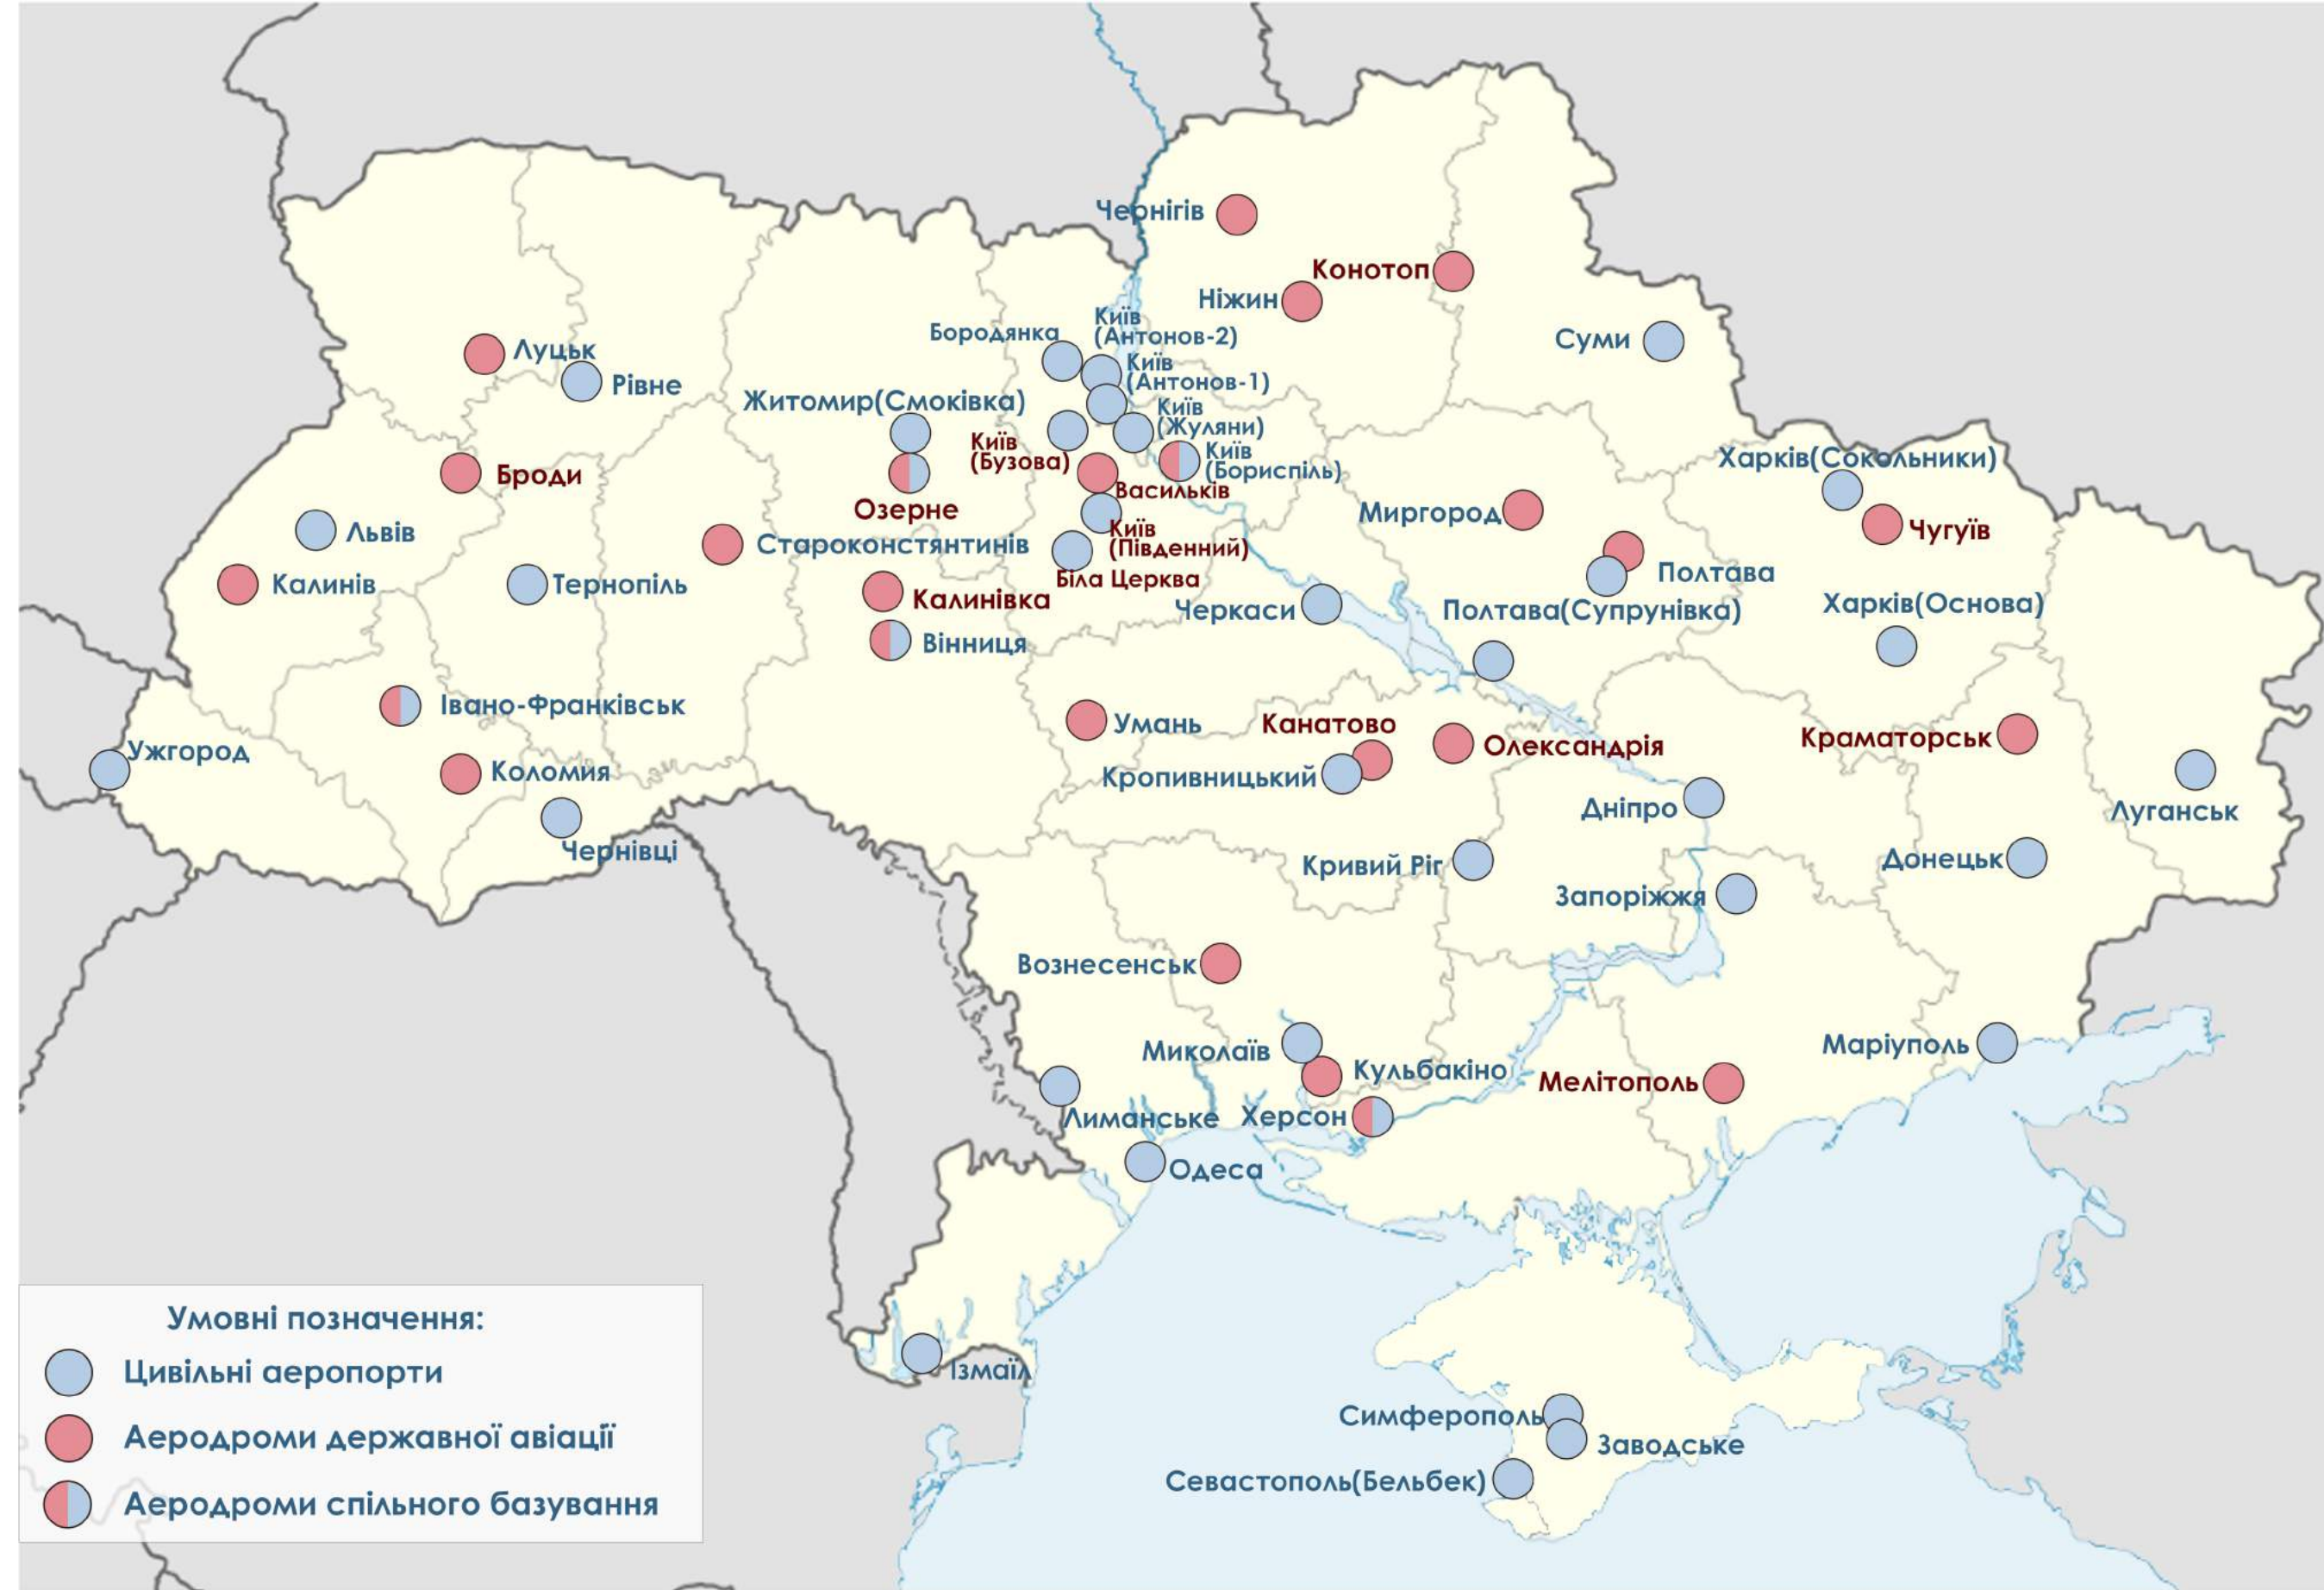 Чернігів
Конотоп
Ніжин
Київ
(Антонов-2)
Бородянка
Суми
Луцьк
Рівне
Київ
(Антонов-1)
Житомир(Смоківка)
Київ
(Жуляни)
Київ
(Бузова)
Київ
(Бориспіль)
Харків(Сокольники)
Броди
Васильків
Озерне
Миргород
Львів
Київ
(Південний)
Чугуїв
Староконстянтинів
Полтава
Біла Церква
Калинів
Тернопіль
Калинівка
Черкаси
Полтава(Супрунівка)
Харків(Основа)
Вінниця
Івано-Франківськ
Умань
Канатово
Олександрія
Краматорськ
Ужгород
Коломия
Кропивницький
Дніпро
Луганськ
Чернівці
Кривий Ріг
Донецьк
Запоріжжя
Вознесенськ
Миколаїв
Кульбакіно
Мелітополь
Маріуполь
Лиманське
Херсон
Одеса
Умовні позначення:
Цивільні аеропорти
Аеродроми державної авіації
Аеродроми спільного базування
Ізмаїл
Симферополь
Заводське
Севастополь(Бельбек)